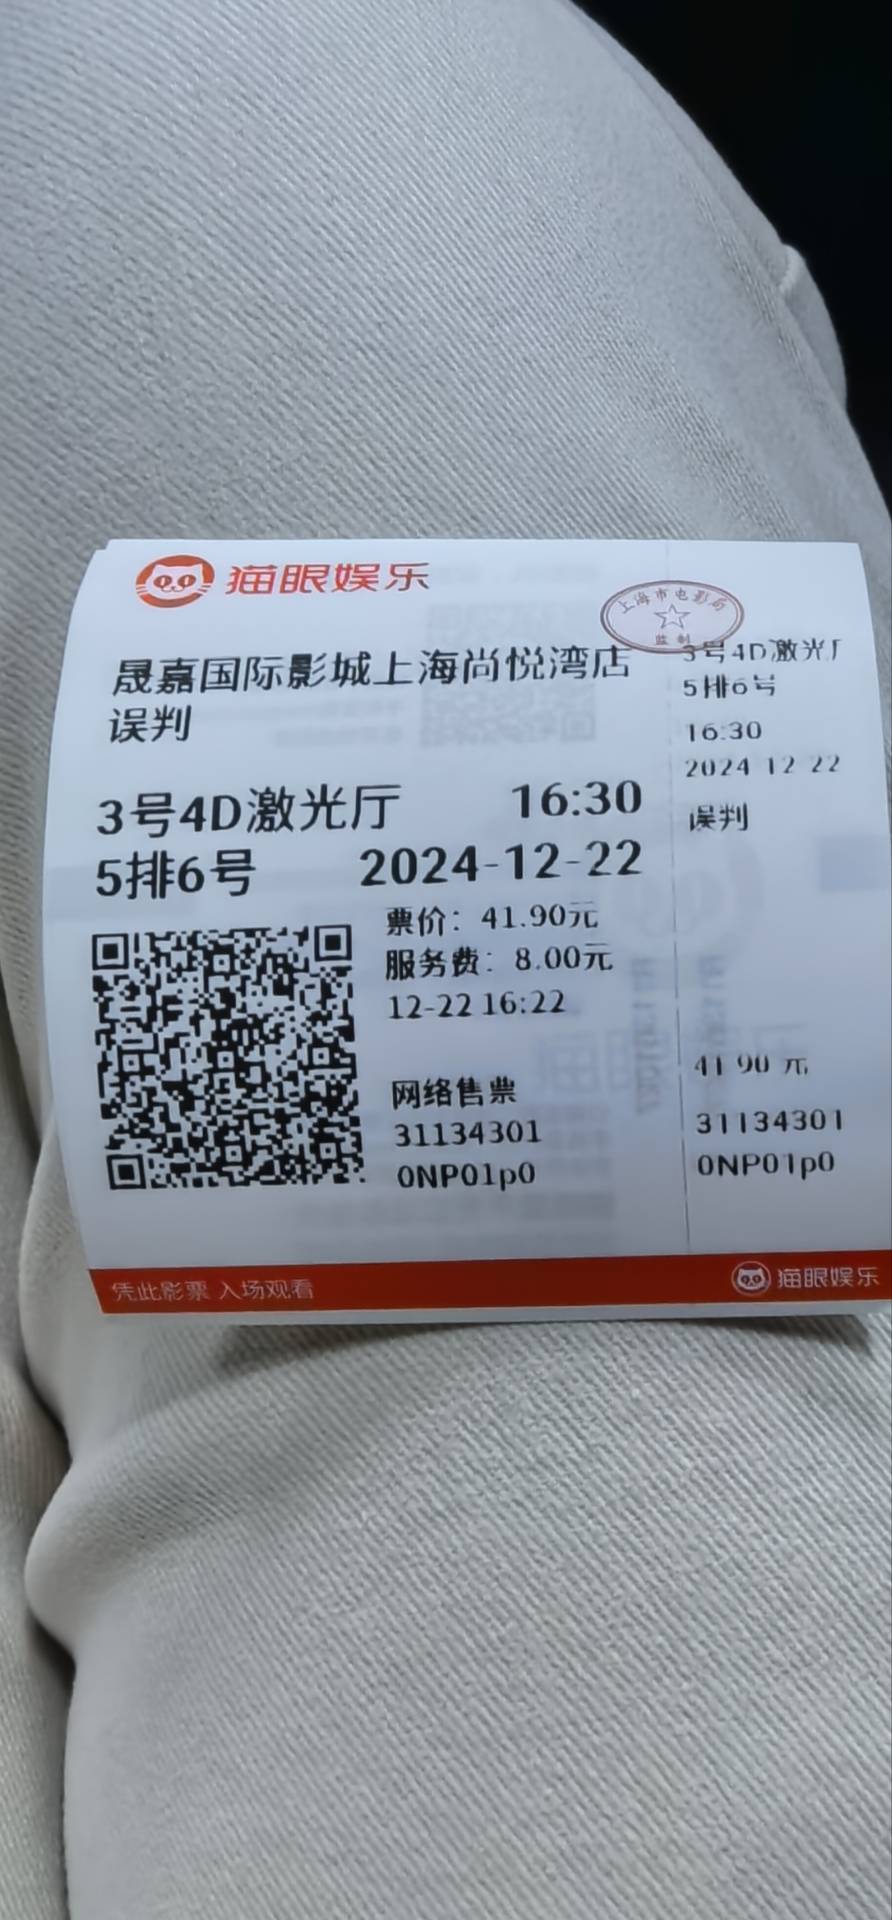 猫眼娱乐
上海市电影局
监制
晟嘉国际影城上海尚悦湾店
误判
3号4D激光厅 16:30
5排6号 2024-12-22
票价：41.90元
服务费：8.00元
12-22 16:22
网络售票
31134301
0NP01p0
3号4D激光厅
5排6号
16:30
2024 12 22
误判
41 90 元
31134301
0NP01p0
凭此影票 入场观看
猫眼娱乐